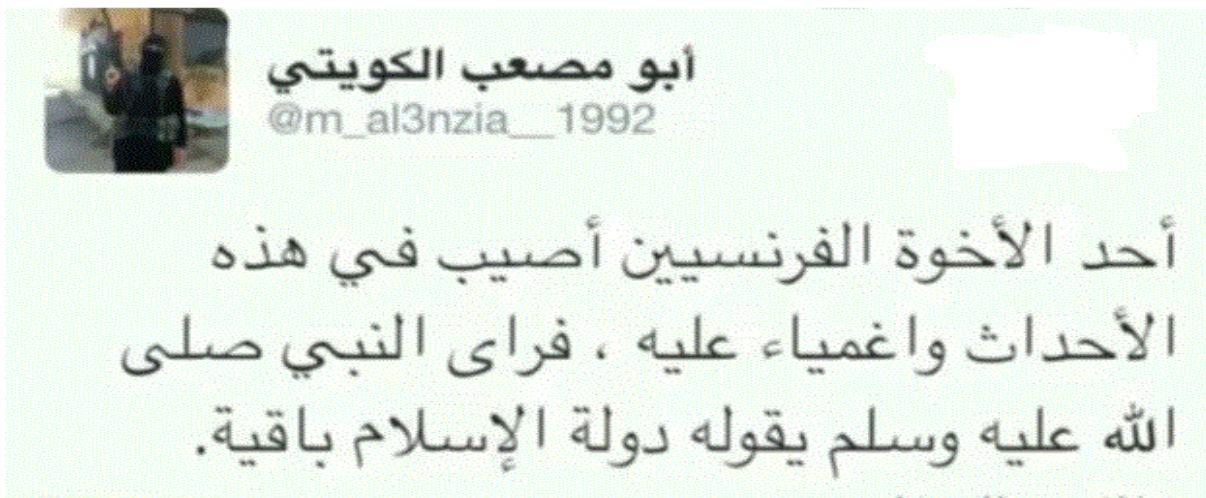 أبو مصعب الكويتي
@m_al3nzia__1992
أحد الأخوة الفرنسيين أصيب في هذه
الأحداث واغمياء عليه ، فراى النبي صلى
الله عليه وسلم يقوله دولة الإسلام باقية.